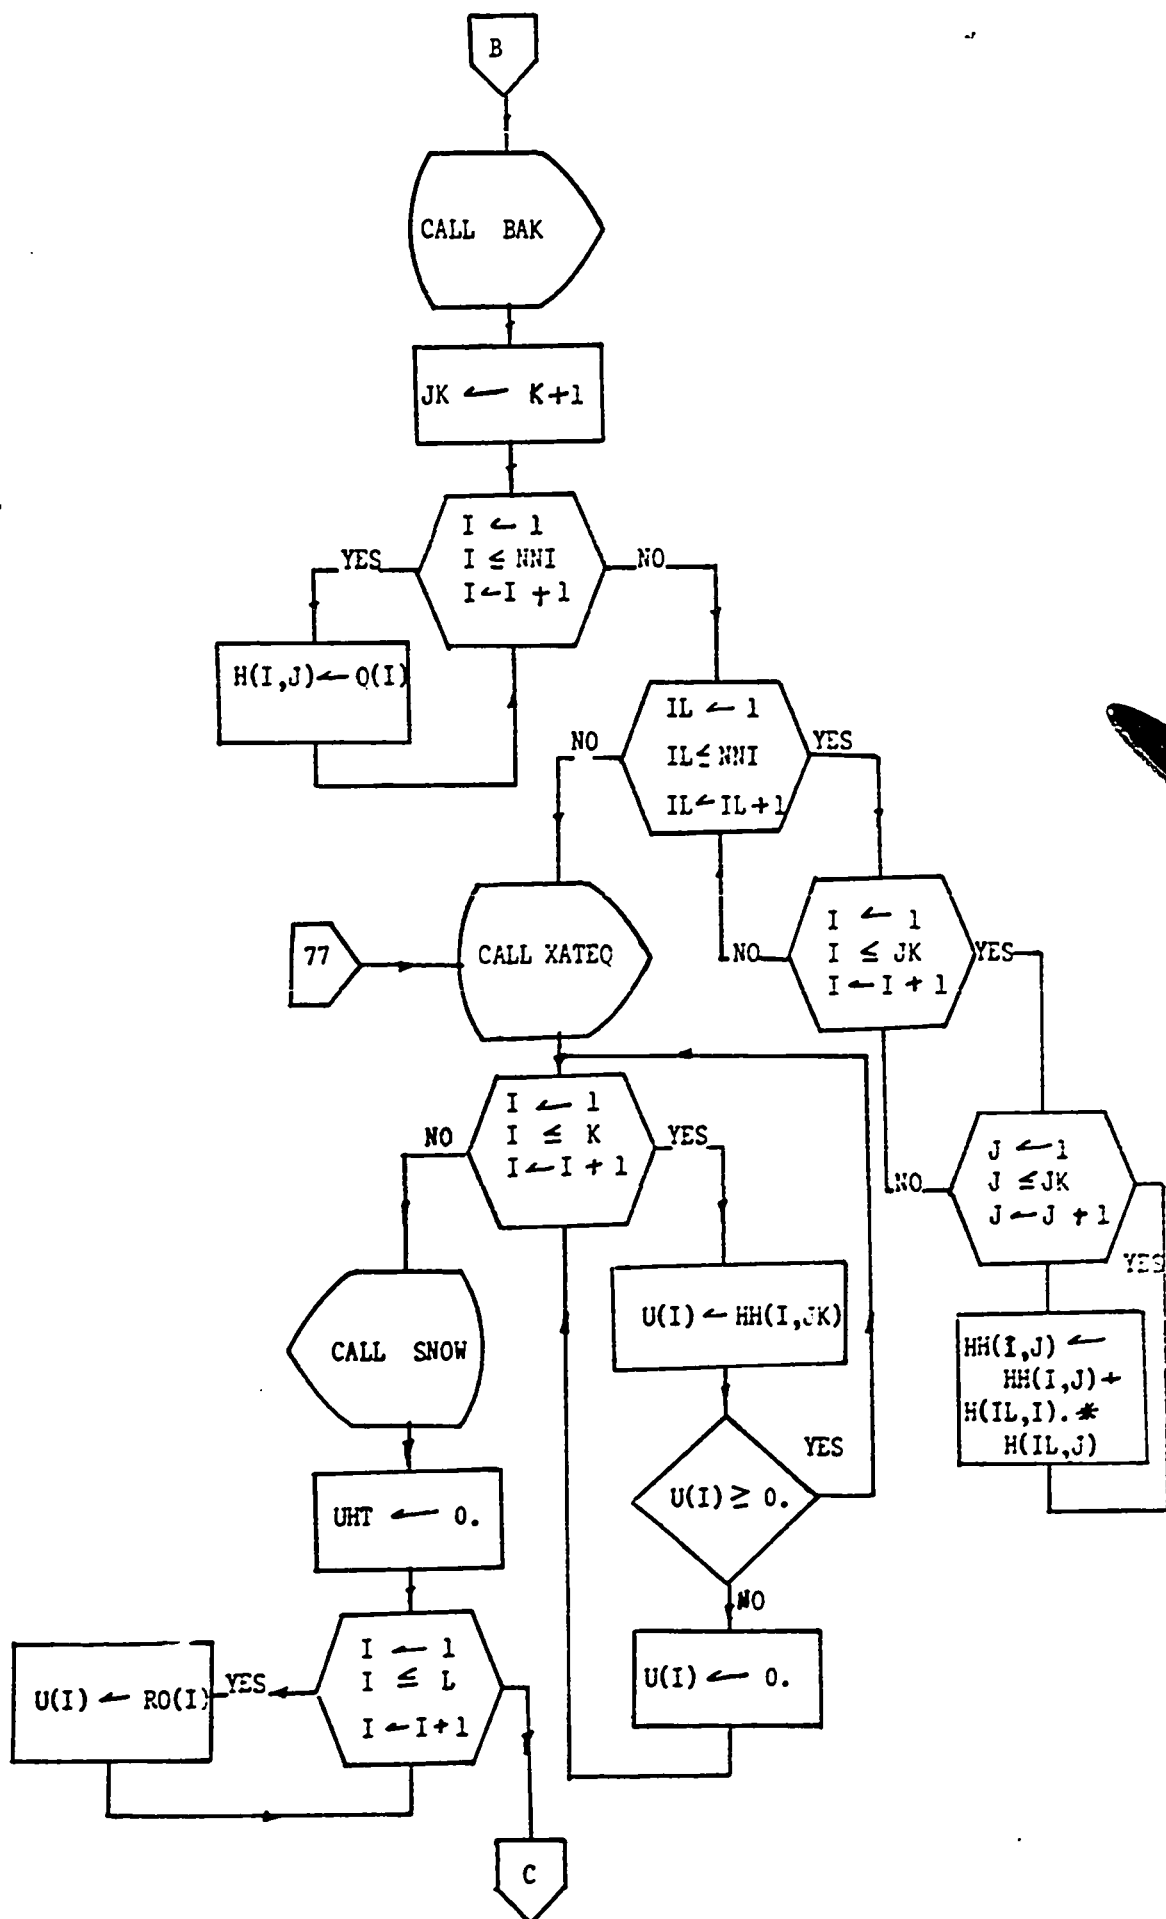 B
CALL BAK
JK ← K+1
I ← 1
I ≤ NNI
I←I + 1
YES
NO
H(I,J)←Q(I)
IL ← 1
IL≤NNI
IL←IL+1
NO
YES
I ← 1
I ≤ JK
I←I + 1
NO
YES
77
CALL XATEQ
I ← 1
I ≤ K
I←I + 1
NO
YES
J ←1
J ≤JK
J←J + 1
NO
YES
U(I)←HH(I,JK)
HH(I,J) ←
HH(I,J)+
H(IL,I).*
H(IL,J)
CALL SNOW
U(I)≥ 0.
YES
NO
UHT ← 0.
U(I) ← 0.
I ← 1
I ≤ L
I ←I+1
YES
U(I) ← RO(I)
C